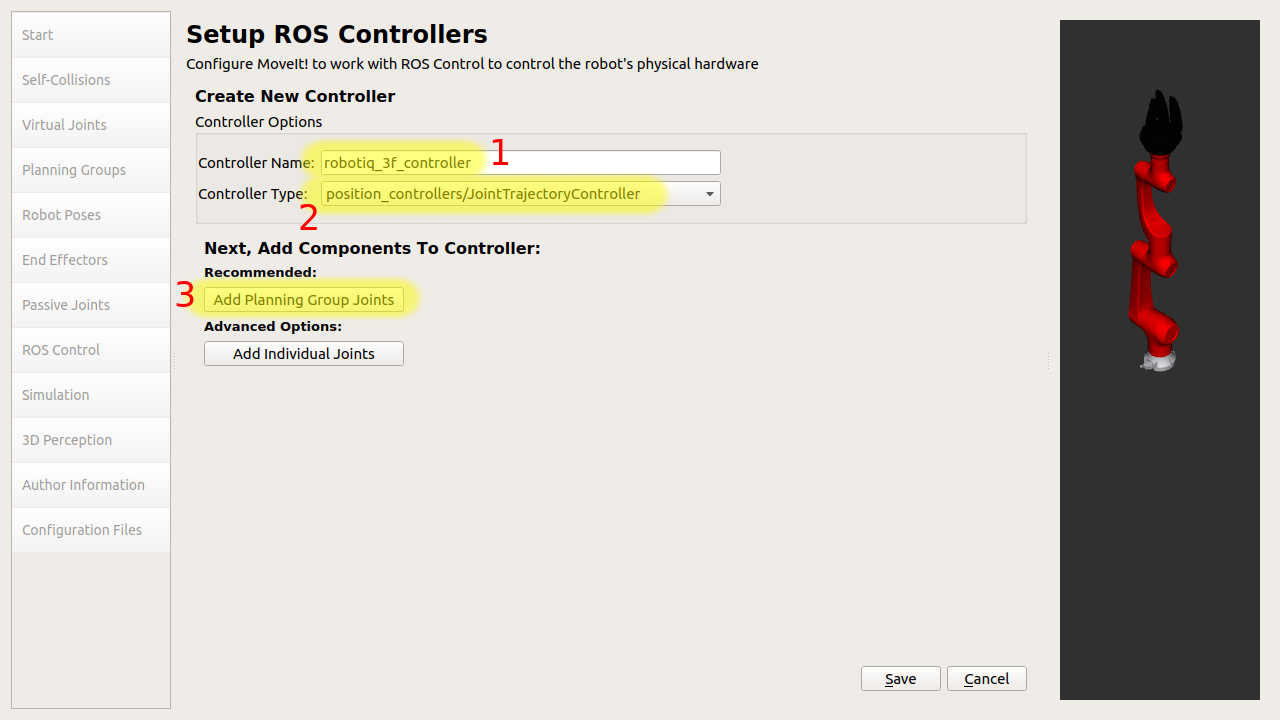 Start
Self-Collisions
Virtual Joints
Planning Groups
Robot Poses
End Effectors
Passive Joints
ROS Control
Simulation
3D Perception
Author Information
Configuration Files
Setup ROS Controllers
Configure MoveIt! to work with ROS Control to control the robot's physical hardware
Create New Controller
Controller Options
Controller Name: robotiq_3f_controller 1
Controller Type: position_controllers/JointTrajectoryController
2
Next, Add Components To Controller:
Recommended:
3 Add Planning Group Joints
Advanced Options:
Add Individual Joints
Save Cancel